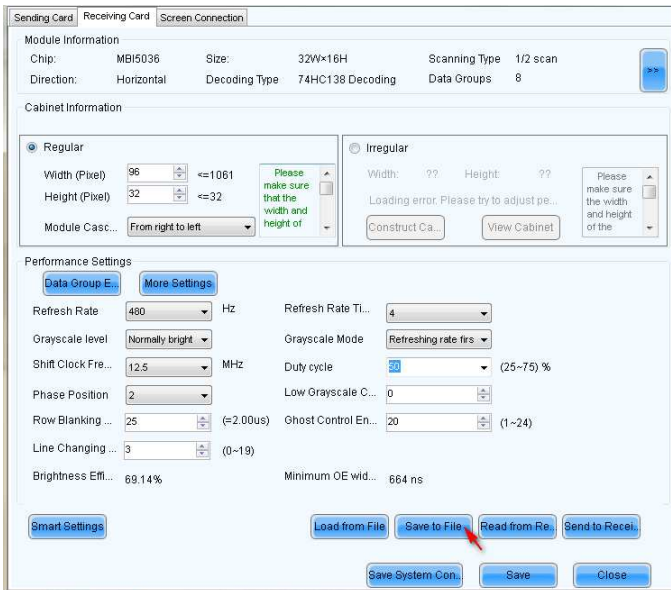 Sending Card Receiving Card Screen Connection
Module Information
Chip: MBI5036 Size: 32W×16H Scanning Type 1/2 scan
Direction: Horizontal Decoding Type 74HC138 Decoding Data Groups 8
>>
Cabinet Information
Regular
Width (Pixel) 96 <=1061
Height (Pixel) 32 <=32
Module Casc... From right to left
Please
make sure
that the
width and
height of
Irregular
Width: ?? Height: ??
Loading error. Please try to adjust pe...
Construct Ca... View Cabinet
Please
make sure
the width
and height
of the
Performance Settings
Data Group E... More Settings
Refresh Rate 480 Hz Refresh Rate Ti... 4
Grayscale level Normally bright Grayscale Mode Refreshing rate firs
Shift Clock Fre... 12.5 MHz Duty cycle 50 (25~75) %
Phase Position 2 Low Grayscale C... 0
Row Blanking ... 25 (=2.00us) Ghost Control En... 20 (1~24)
Line Changing ... 3 (0~19)
Brightness Effi... 69.14% Minimum OE wid... 664 ns
Smart Settings Load from File Save to File Read from Re... Send to Recei...
Save System Con... Save Close